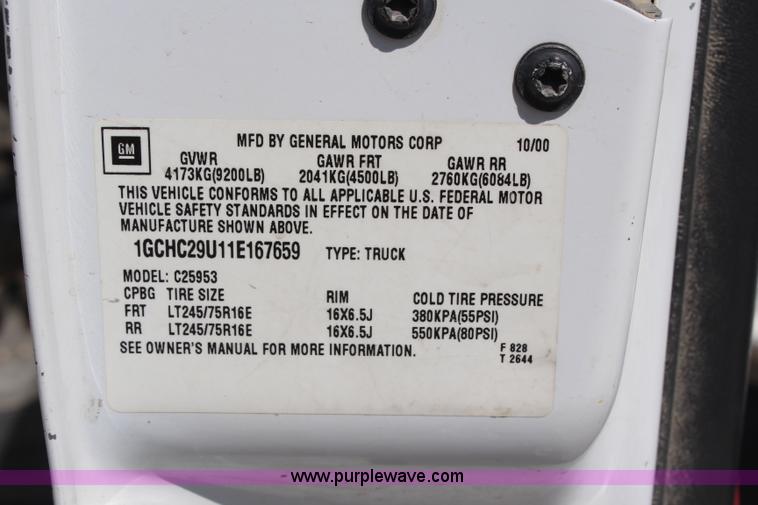 GM
MFD BY GENERAL MOTORS CORP 10/00
GVWR GAWR FRT GAWR RR
4173KG(9200LB) 2041KG(4500LB) 2760KG(6084LB)
THIS VEHICLE CONFORMS TO ALL APPLICABLE U.S. FEDERAL MOTOR
VEHICLE SAFETY STANDARDS IN EFFECT ON THE DATE OF
MANUFACTURE SHOWN ABOVE.
1GCHC29U11E167659 TYPE: TRUCK
MODEL: C25953
CPBG TIRE SIZE RIM COLD TIRE PRESSURE
FRT LT245/75R16E 16X6.5J 380KPA(55PSI)
RR LT245/75R16E 16X6.5J 550KPA(80PSI)
SEE OWNER'S MANUAL FOR MORE INFORMATION. F 828
T 2644
www.purplewave.com